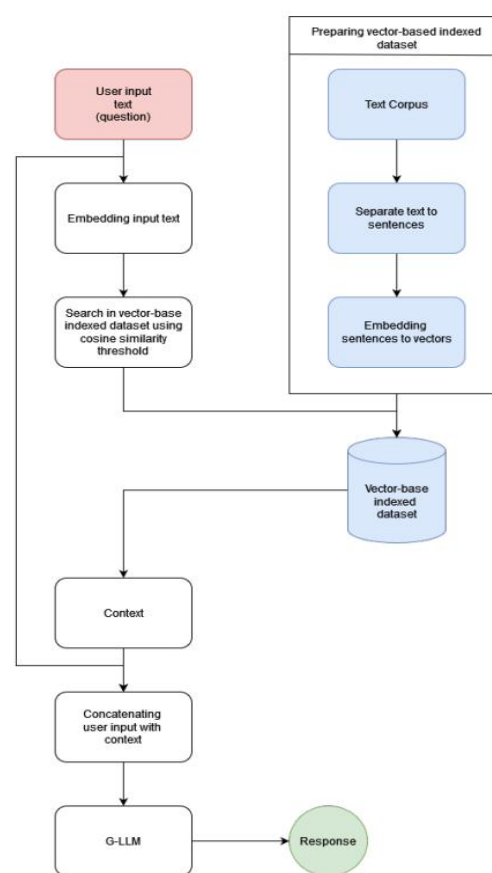 Preparing vector-based indexed
dataset
User input
text
(question)
Text Corpus
Embedding input text
Separate text to
sentences
Search in vector-base
indexed dataset using
cosine similarity
threshold
Embedding
sentences to vectors
Vector-base
indexed
dataset
Context
Concatenating
user input with
context
G-LLM
Response